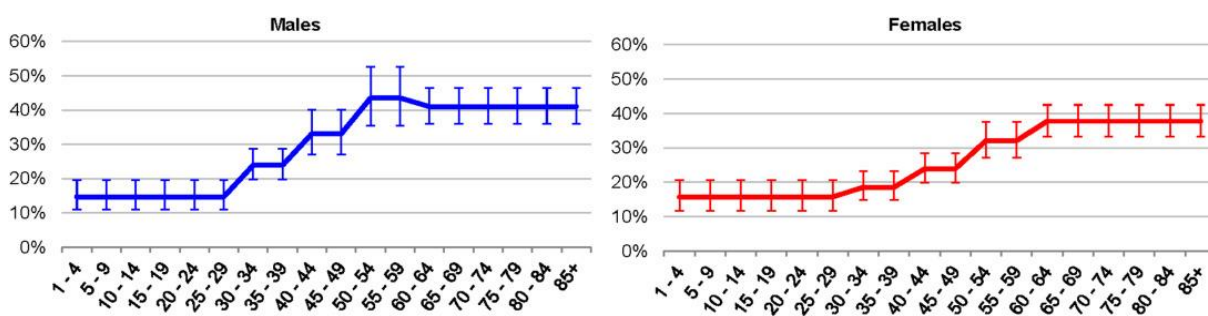 Males
60%
50%
40%
30%
20%
10%
0%
1 - 4
5 - 9
10 - 14
15 - 19
20 - 24
25 - 29
30 - 34
35 - 39
40 - 44
45 - 49
50 - 54
55 - 59
60 - 64
65 - 69
70 - 74
75 - 79
80 - 84
85+
Females
60%
50%
40%
30%
20%
10%
0%
1 - 4
5 - 9
10 - 14
15 - 19
20 - 24
25 - 29
30 - 34
35 - 39
40 - 44
45 - 49
50 - 54
55 - 59
60 - 64
65 - 69
70 - 74
75 - 79
80 - 84
85+